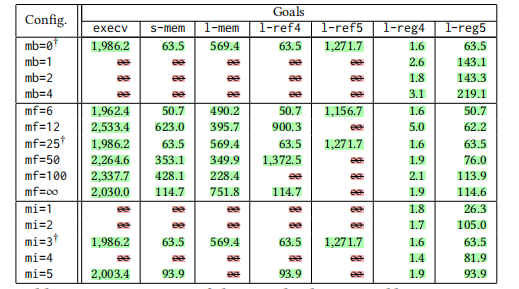 Config. Goals
execv s-mem l-mem l-ref4 l-ref5 l-reg4 l-reg5
mb=0† 1,986.2 63.5 569.4 63.5 1,271.7 1.6 63.5
mb=1 ∞̶ ∞̶ ∞̶ ∞̶ ∞̶ 2.6 143.1
mb=2 ∞̶ ∞̶ ∞̶ ∞̶ ∞̶ 1.8 143.3
mb=4 ∞̶ ∞̶ ∞̶ ∞̶ ∞̶ 3.1 219.1
mf=6 1,962.4 50.7 490.2 50.7 1,156.7 1.6 50.7
mf=12 2,533.4 623.0 395.7 900.3 ∞̶ 5.0 62.2
mf=25† 1,986.2 63.5 569.4 63.5 1,271.7 1.6 63.5
mf=50 2,264.6 353.1 349.9 1,372.5 ∞̶ 1.9 76.0
mf=100 2,337.7 428.1 228.4 ∞̶ ∞̶ 2.1 113.9
mf=∞ 2,030.0 114.7 751.8 114.7 ∞̶ 1.9 114.6
mi=1 ∞̶ ∞̶ ∞̶ ∞̶ ∞̶ 1.8 26.3
mi=2 ∞̶ ∞̶ ∞̶ ∞̶ ∞̶ 1.7 105.0
mi=3† 1,986.2 63.5 569.4 63.5 1,271.7 1.6 63.5
mi=4 ∞̶ ∞̶ ∞̶ ∞̶ ∞̶ 1.4 81.9
mi=5 2,003.4 93.9 ∞̶ 93.9 ∞̶ 1.9 93.9